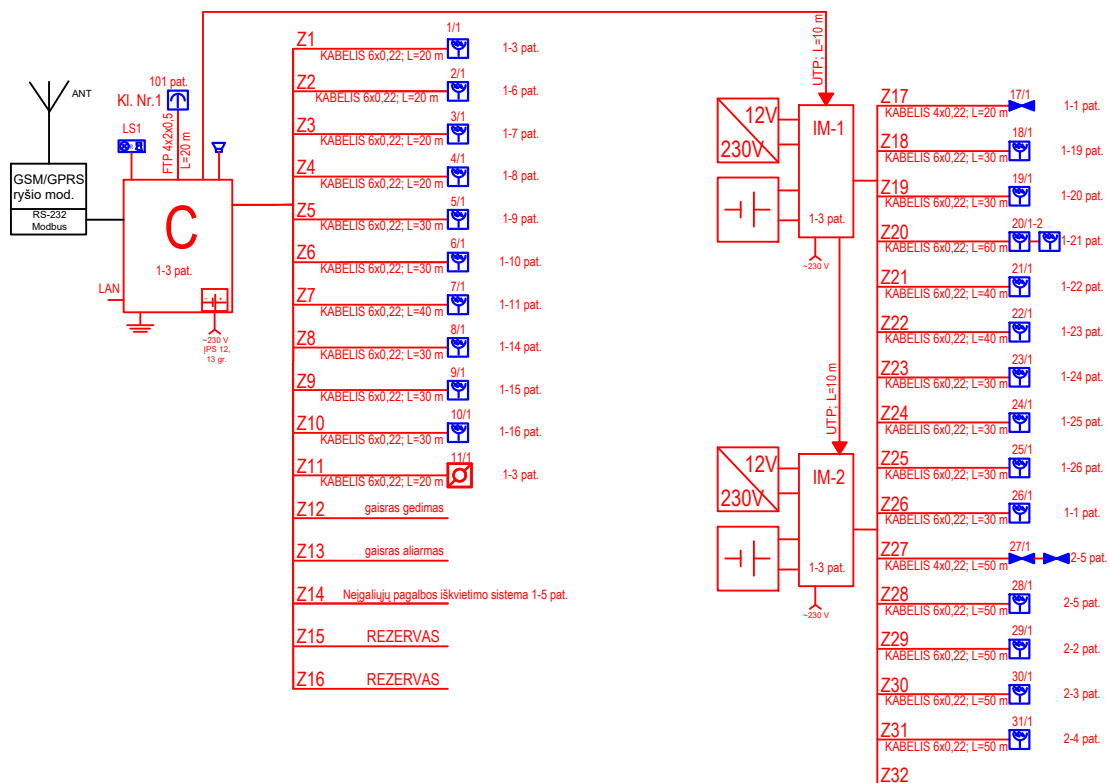 ANT
101 pat.
Kl. Nr.1
LS1
FTP 4x2x0,5
L=20 m
GSM/GPRS
ryšio mod.
RS-232
Modbus
C
1-3 pat.
LAN
~230 V
|PS 12,
13 gr.
Z1
KABELIS 6x0,22; L=20 m
1/1
1-3 pat.
Z2
KABELIS 6x0,22; L=20 m
2/1
1-6 pat.
Z3
KABELIS 6x0,22; L=20 m
3/1
1-7 pat.
Z4
KABELIS 6x0,22; L=20 m
4/1
1-8 pat.
Z5
KABELIS 6x0,22; L=30 m
5/1
1-9 pat.
Z6
KABELIS 6x0,22; L=30 m
6/1
1-10 pat.
Z7
KABELIS 6x0,22; L=40 m
7/1
1-11 pat.
Z8
KABELIS 6x0,22; L=30 m
8/1
1-14 pat.
Z9
KABELIS 6x0,22; L=30 m
9/1
1-15 pat.
Z10
KABELIS 6x0,22; L=30 m
10/1
1-16 pat.
Z11
KABELIS 6x0,22; L=20 m
11/1
1-3 pat.
Z12
gaisras gedimas
Z13
gaisras aliarmas
Z14
Neįgaliųjų pagalbos iškvietimo sistema 1-5 pat.
Z15
REZERVAS
Z16
REZERVAS
UTP; L=10 m
12V
230V
IM-1
1-3 pat.
~230 V
UTP; L=10 m
12V
230V
IM-2
1-3 pat.
~230 V
Z17
KABELIS 4x0,22; L=20 m
17/1
1-1 pat.
Z18
KABELIS 6x0,22; L=30 m
18/1
1-19 pat.
Z19
KABELIS 6x0,22; L=30 m
19/1
1-20 pat.
Z20
KABELIS 6x0,22; L=60 m
20/1-2
1-21 pat.
Z21
KABELIS 6x0,22; L=40 m
21/1
1-22 pat.
Z22
KABELIS 6x0,22; L=40 m
22/1
1-23 pat.
Z23
KABELIS 6x0,22; L=30 m
23/1
1-24 pat.
Z24
KABELIS 6x0,22; L=30 m
24/1
1-25 pat.
Z25
KABELIS 6x0,22; L=30 m
25/1
1-26 pat.
Z26
KABELIS 6x0,22; L=30 m
26/1
1-1 pat.
Z27
KABELIS 4x0,22; L=50 m
27/1
2-5 pat.
Z28
KABELIS 6x0,22; L=50 m
28/1
2-5 pat.
Z29
KABELIS 6x0,22; L=50 m
29/1
2-2 pat.
Z30
KABELIS 6x0,22; L=50 m
30/1
2-3 pat.
Z31
KABELIS 6x0,22; L=50 m
31/1
2-4 pat.
Z32